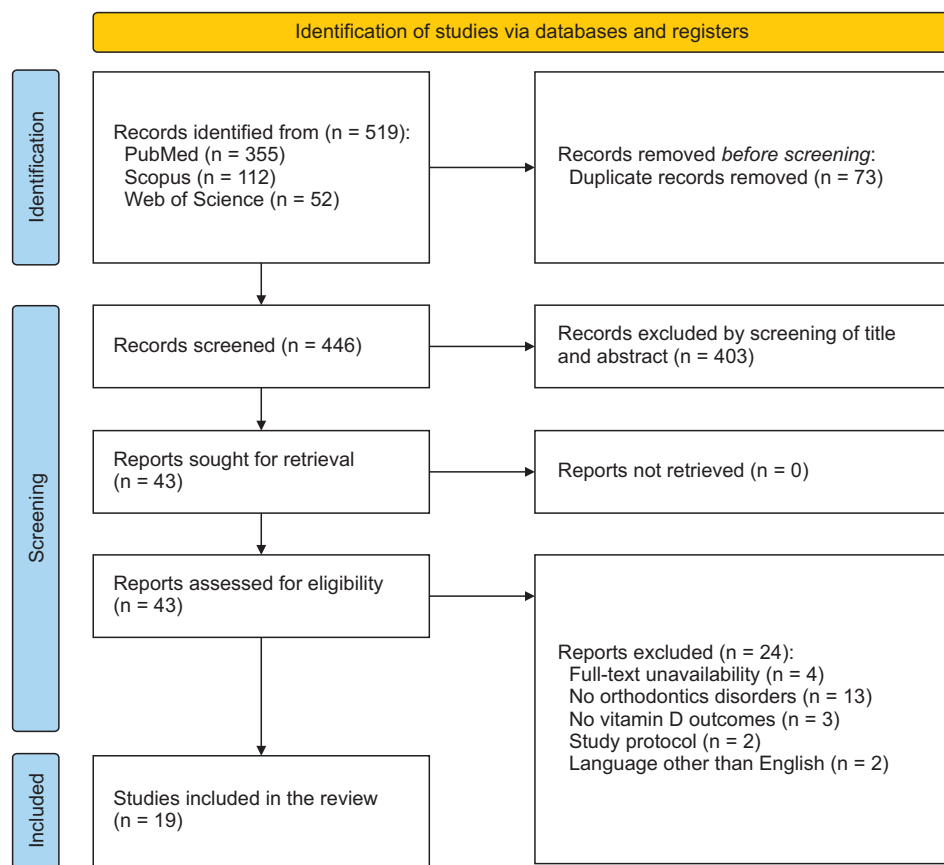 Identification of studies via databases and registers
Identification
Records identified from (n = 519):
PubMed (n = 355)
Scopus (n = 112)
Web of Science (n = 52)
Records removed before screening:
Duplicate records removed (n = 73)
Screening
Records screened (n = 446)
Records excluded by screening of title
and abstract (n = 403)
Reports sought for retrieval
(n = 43)
Reports not retrieved (n = 0)
Reports assessed for eligibility
(n = 43)
Reports excluded (n = 24):
Full-text unavailability (n = 4)
No orthodontics disorders (n = 13)
No vitamin D outcomes (n = 3)
Study protocol (n = 2)
Language other than English (n = 2)
Included
Studies included in the review
(n = 19)